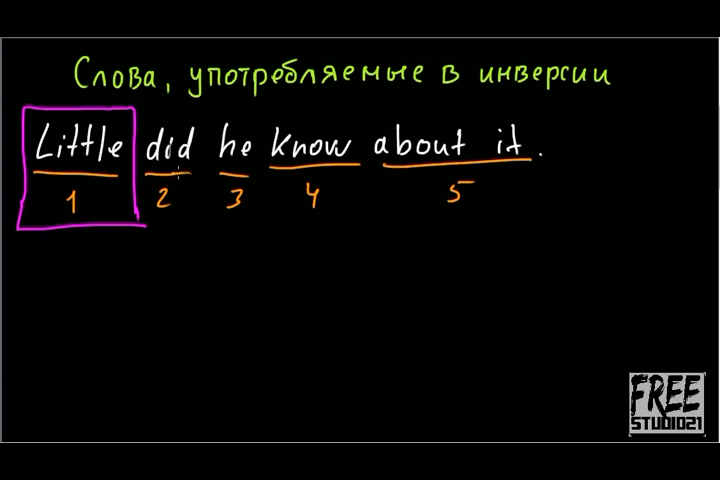 Слова, употребляемые в инверсии
Little did he know about it.
1 2 3 4 5
FREE
STUDIO21